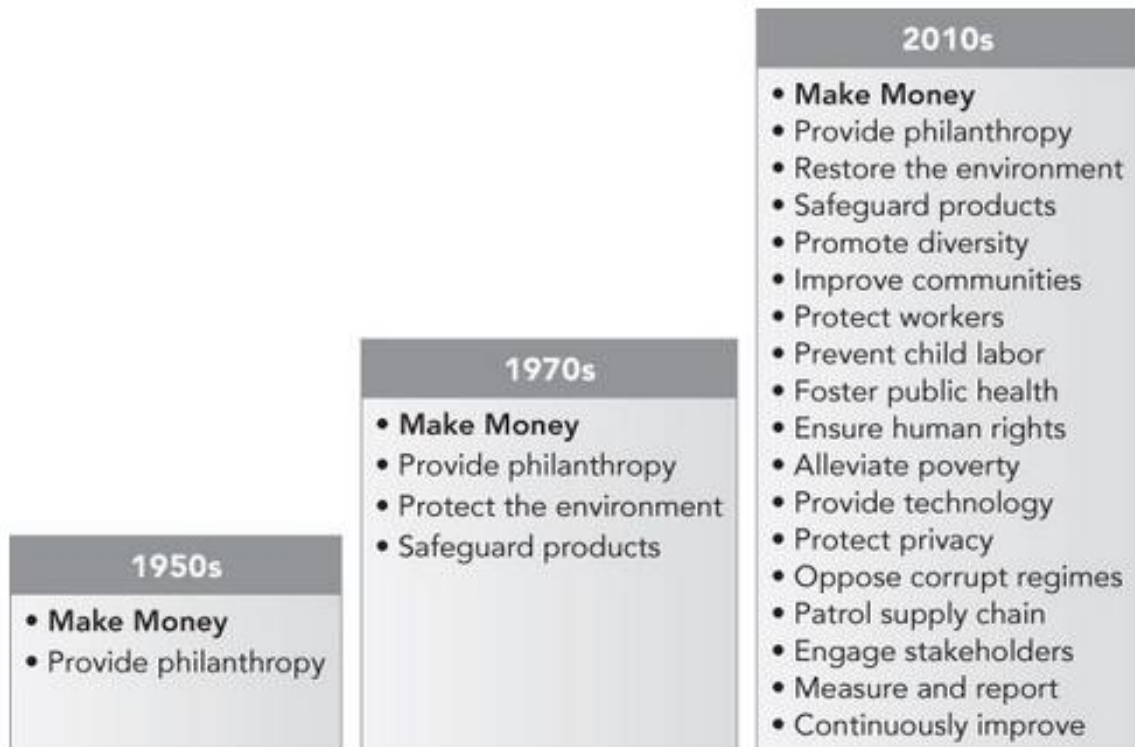 1950s
• Make Money
• Provide philanthropy
1970s
• Make Money
• Provide philanthropy
• Protect the environment
• Safeguard products
2010s
• Make Money
• Provide philanthropy
• Restore the environment
• Safeguard products
• Promote diversity
• Improve communities
• Protect workers
• Prevent child labor
• Foster public health
• Ensure human rights
• Alleviate poverty
• Provide technology
• Protect privacy
• Oppose corrupt regimes
• Patrol supply chain
• Engage stakeholders
• Measure and report
• Continuously improve